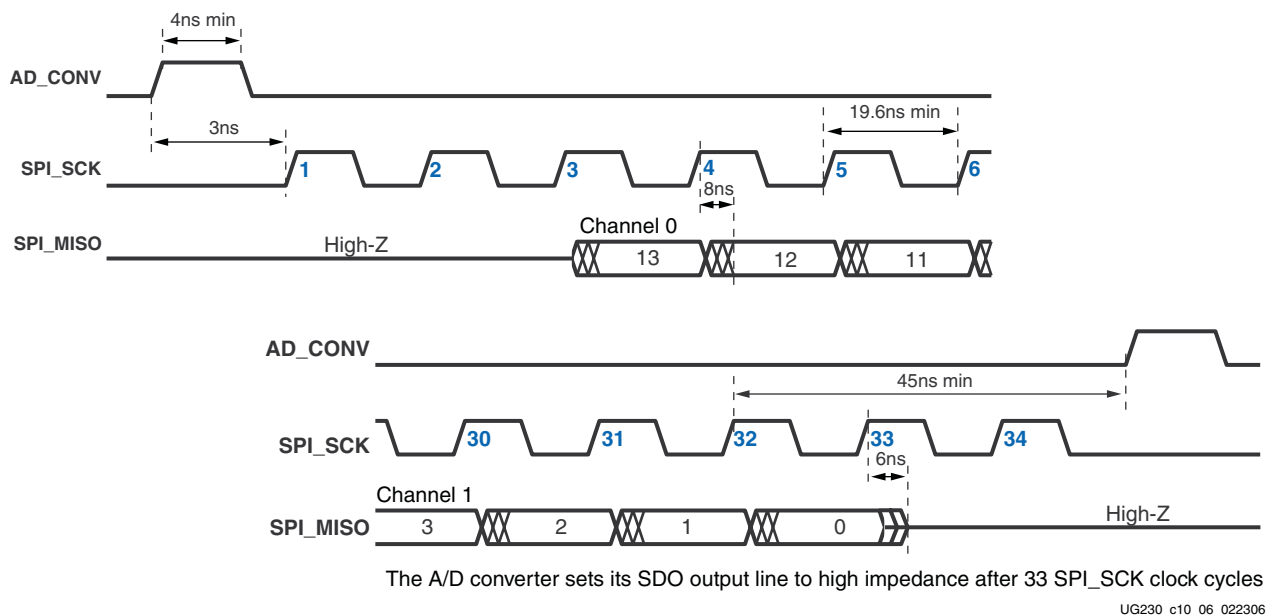 4ns min
AD_CONV
3ns
19.6ns min
SPI_SCK
1 2 3 4 5 6
8ns
Channel 0
SPI_MISO
High-Z
13 12 11
AD_CONV
45ns min
SPI_SCK
30 31 32 33 34
6ns
Channel 1
SPI_MISO
3 2 1 0
High-Z
The A/D converter sets its SDO output line to high impedance after 33 SPI_SCK clock cycles
UG230_c10_06_022306